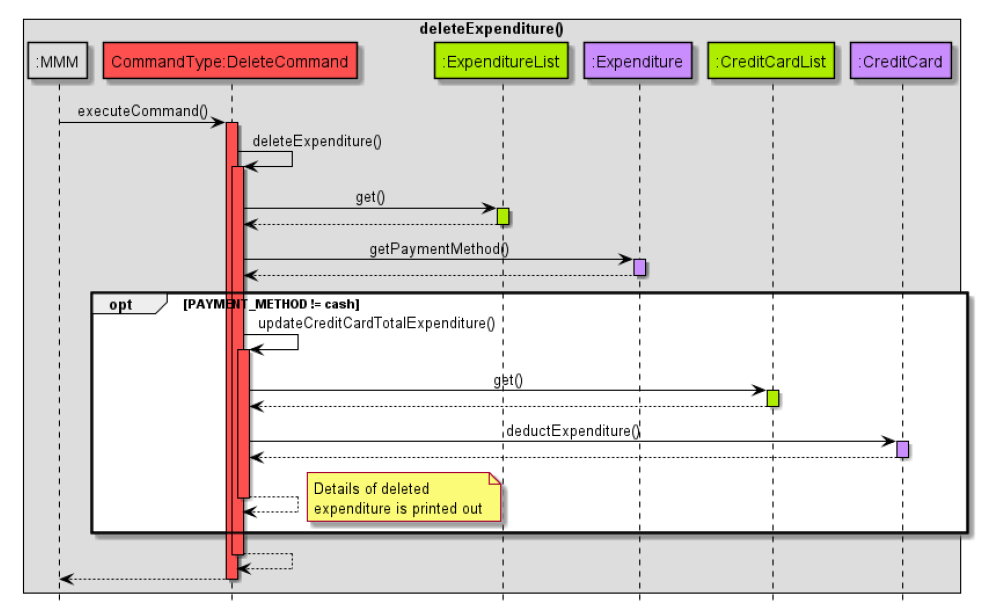 deleteExpenditure()
:MMM
CommandType:DeleteCommand
:ExpenditureList
:Expenditure
:CreditCardList
:CreditCard
executeCommand()
deleteExpenditure()
get()
getPaymentMethod()
opt
[PAYMENT_METHOD != cash]
updateCreditCardTotalExpenditure()
get()
deductExpenditure()
Details of deleted
expenditure is printed out